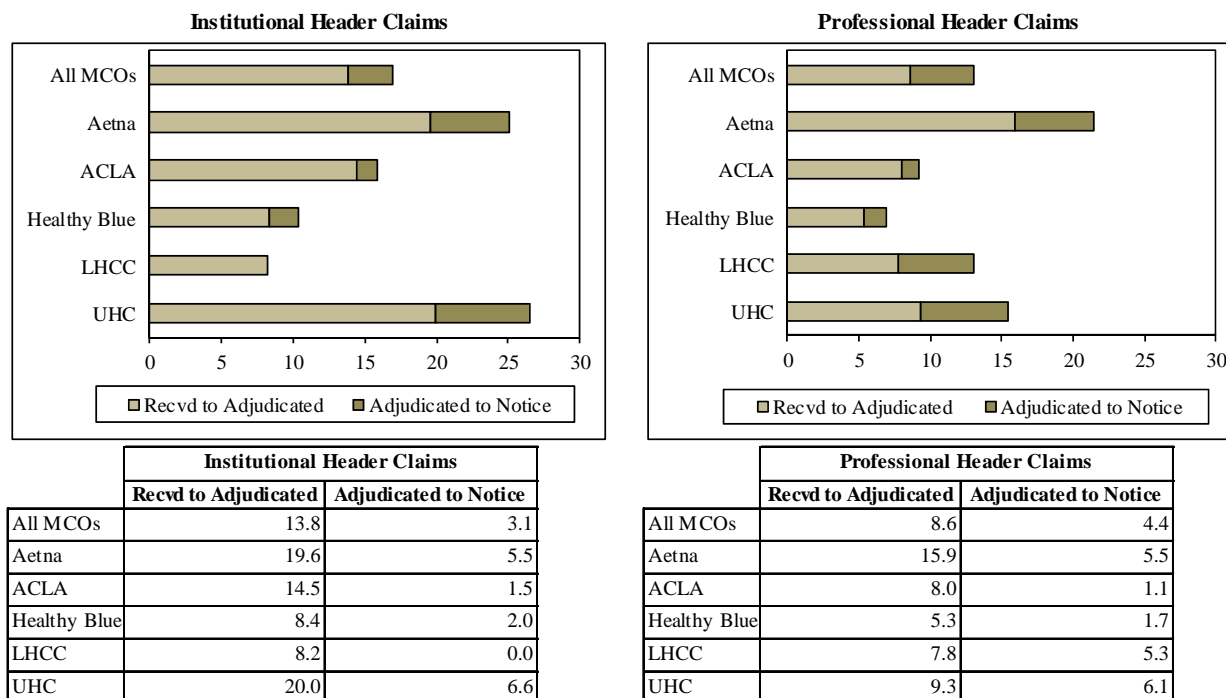 Institutional Header Claims
All MCOs
Aetna
ACLA
Healthy Blue
LHCC
UHC
0 5 10 15 20 25 30
Recvd to Adjudicated Adjudicated to Notice
Professional Header Claims
All MCOs
Aetna
ACLA
Healthy Blue
LHCC
UHC
0 5 10 15 20 25 30
Recvd to Adjudicated Adjudicated to Notice
Institutional Header Claims
Recvd to Adjudicated Adjudicated to Notice
All MCOs 13.8 3.1
Aetna 19.6 5.5
ACLA 14.5 1.5
Healthy Blue 8.4 2.0
LHCC 8.2 0.0
UHC 20.0 6.6
Professional Header Claims
Recvd to Adjudicated Adjudicated to Notice
All MCOs 8.6 4.4
Aetna 15.9 5.5
ACLA 8.0 1.1
Healthy Blue 5.3 1.7
LHCC 7.8 5.3
UHC 9.3 6.1